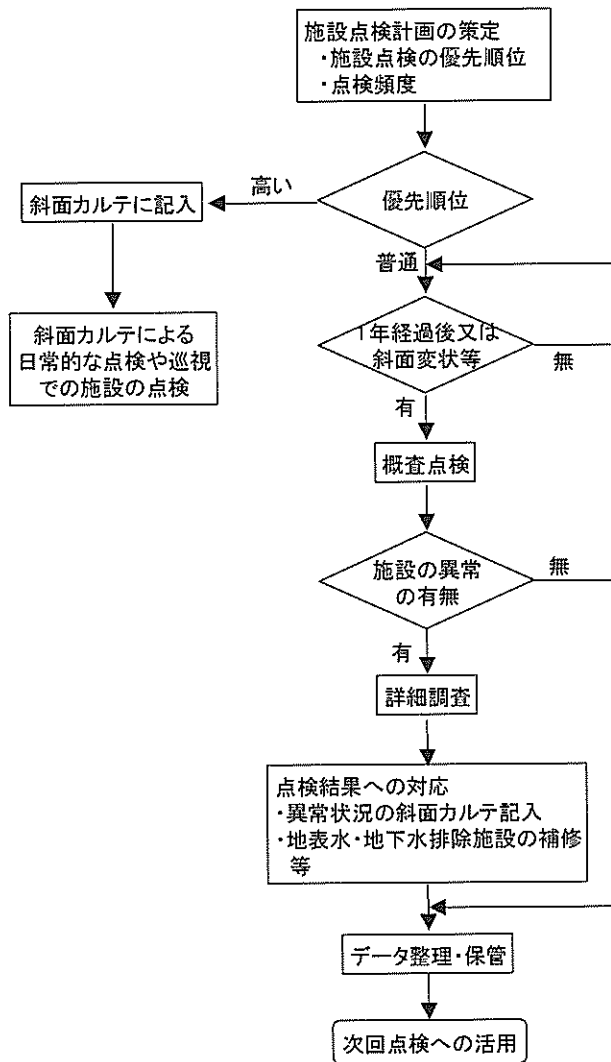 施設点検計画の策定
・施設点検の優先順位
・点検頻度
優先順位
高い
斜面カルテに記入
斜面カルテによる
日常的な点検や巡視
での施設の点検
普通
1年経過後又は
斜面変状等
無
有
概査点検
施設の異常
の有無
無
有
詳細調査
点検結果への対応
・異常状況の斜面カルテ記入
・地表水・地下水排除施設の補修
等
データ整理・保管
次回点検への活用